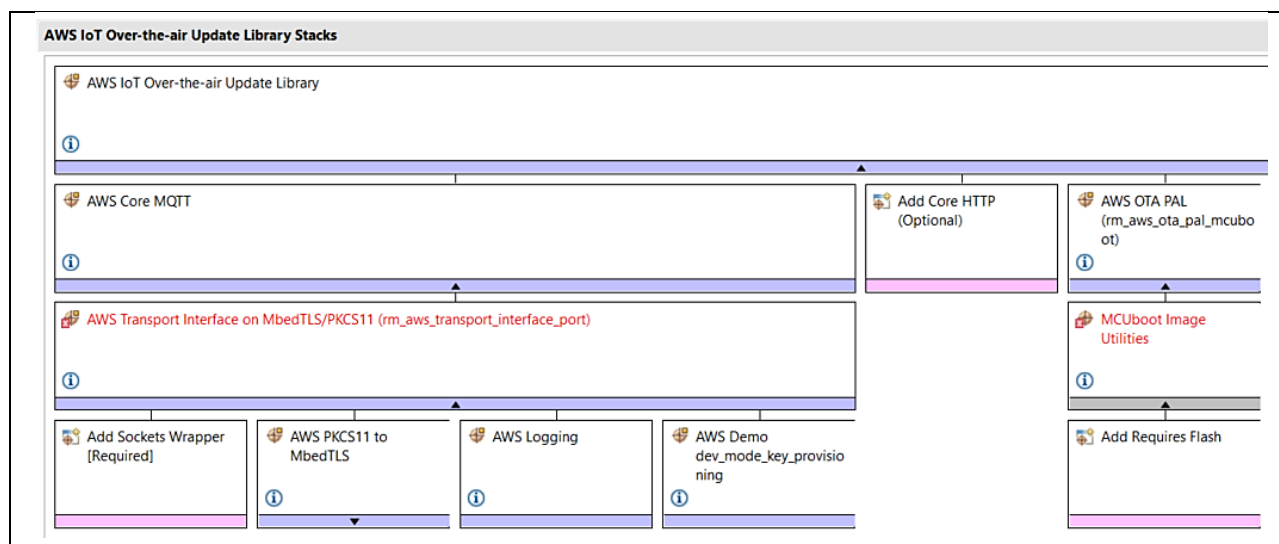 AWS IoT Over-the-air Update Library Stacks
AWS IoT Over-the-air Update Library
AWS Core MQTT
Add Core HTTP
(Optional)
AWS OTA PAL
(rm_aws_ota_pal_mcubo
ot)
AWS Transport Interface on MbedTLS/PKCS11 (rm_aws_transport_interface_port)
MCUboot Image
Utilities
Add Sockets Wrapper
[Required]
AWS PKCS11 to
MbedTLS
AWS Logging
AWS Demo
dev_mode_key_provisio
ning
Add Requires Flash